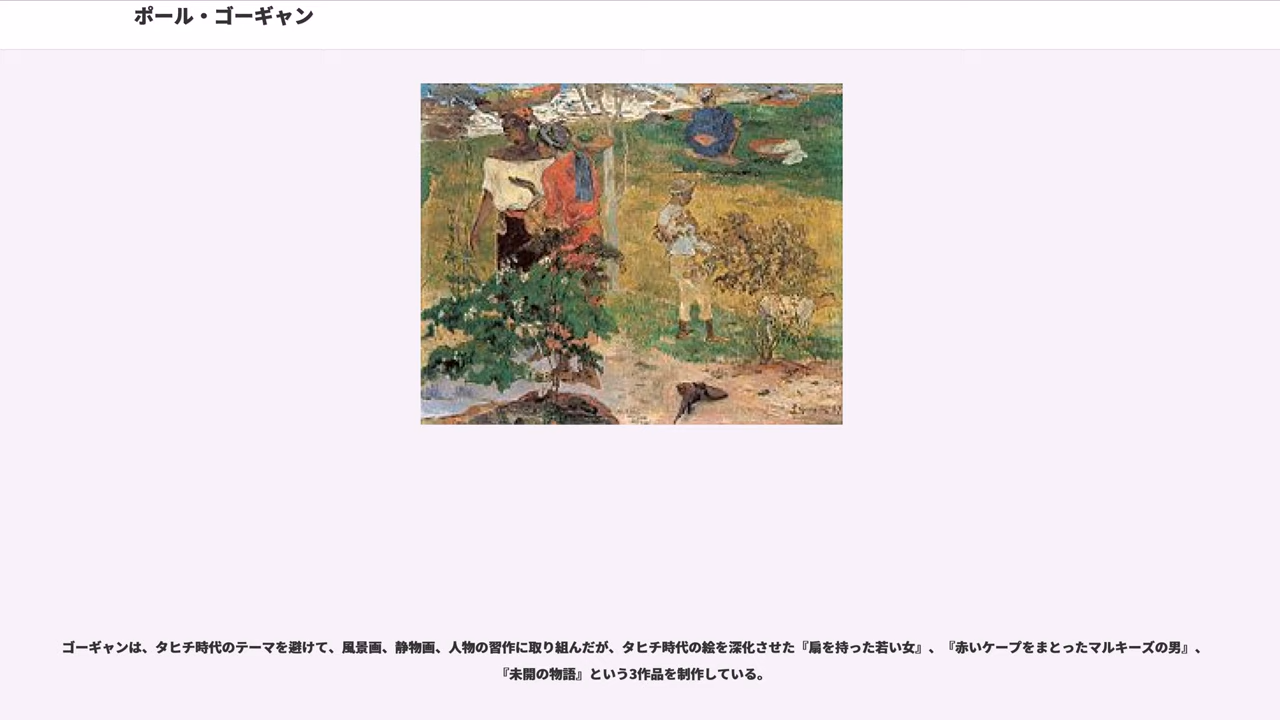 ポール・ゴーギャン
ゴーギャンは、タヒチ時代のテーマを避けて、風景画、静物画、人物の習作に取り組んだが、タヒチ時代の絵を深化させた『扇を持った若い女』、『赤いケープをまとったマルキーズの男』、
『未開の物語』という3作品を制作している。